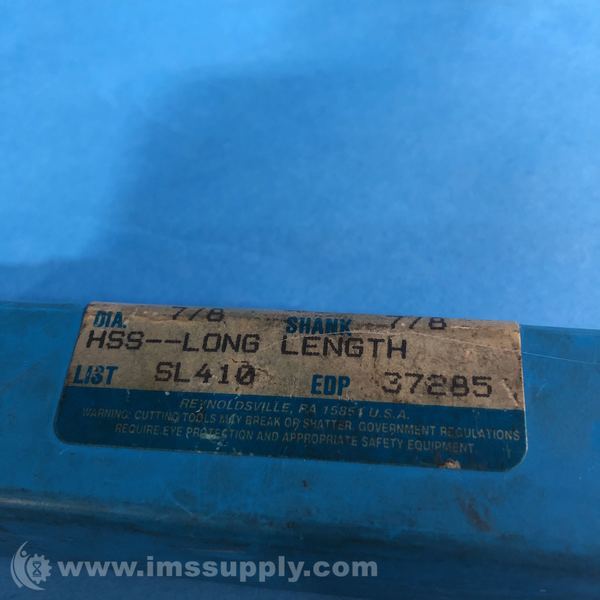 DIA. 7/8 SHANK 7/8
HSS--LONG LENGTH
LIST SL410 EDP 37285
REYNOLDSVILLE, PA 15851 U.S.A.
WARNING: CUTTING TOOLS MAY BREAK OR SHATTER. GOVERNMENT REGULATIONS
REQUIRE EYE PROTECTION AND APPROPRIATE SAFETY EQUIPMENT.
© www.imssupply.com